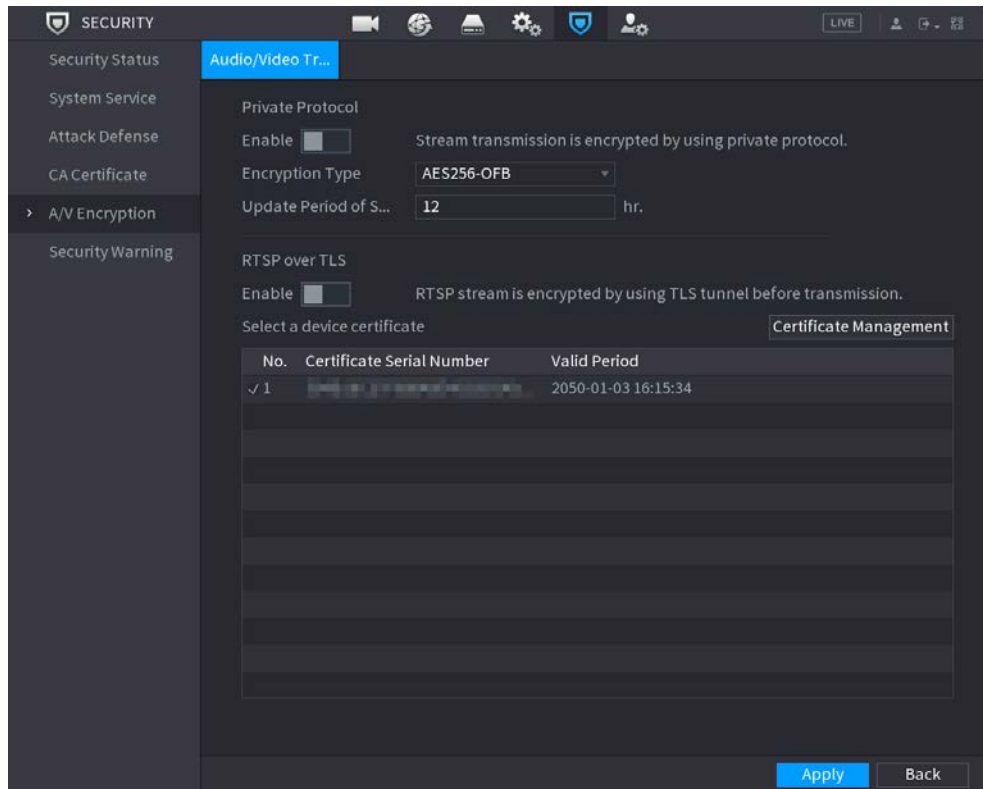 SECURITY
LIVE
Security Status
System Service
Attack Defense
CA Certificate
A/V Encryption
Security Warning
Audio/Video Tr...
Private Protocol
Enable Stream transmission is encrypted by using private protocol.
Encryption Type AES256-OFB
Update Period of S... 12 hr.
RTSP over TLS
Enable RTSP stream is encrypted by using TLS tunnel before transmission.
Select a device certificate Certificate Management
No. Certificate Serial Number Valid Period
1 2050-01-03 16:15:34
Apply Back